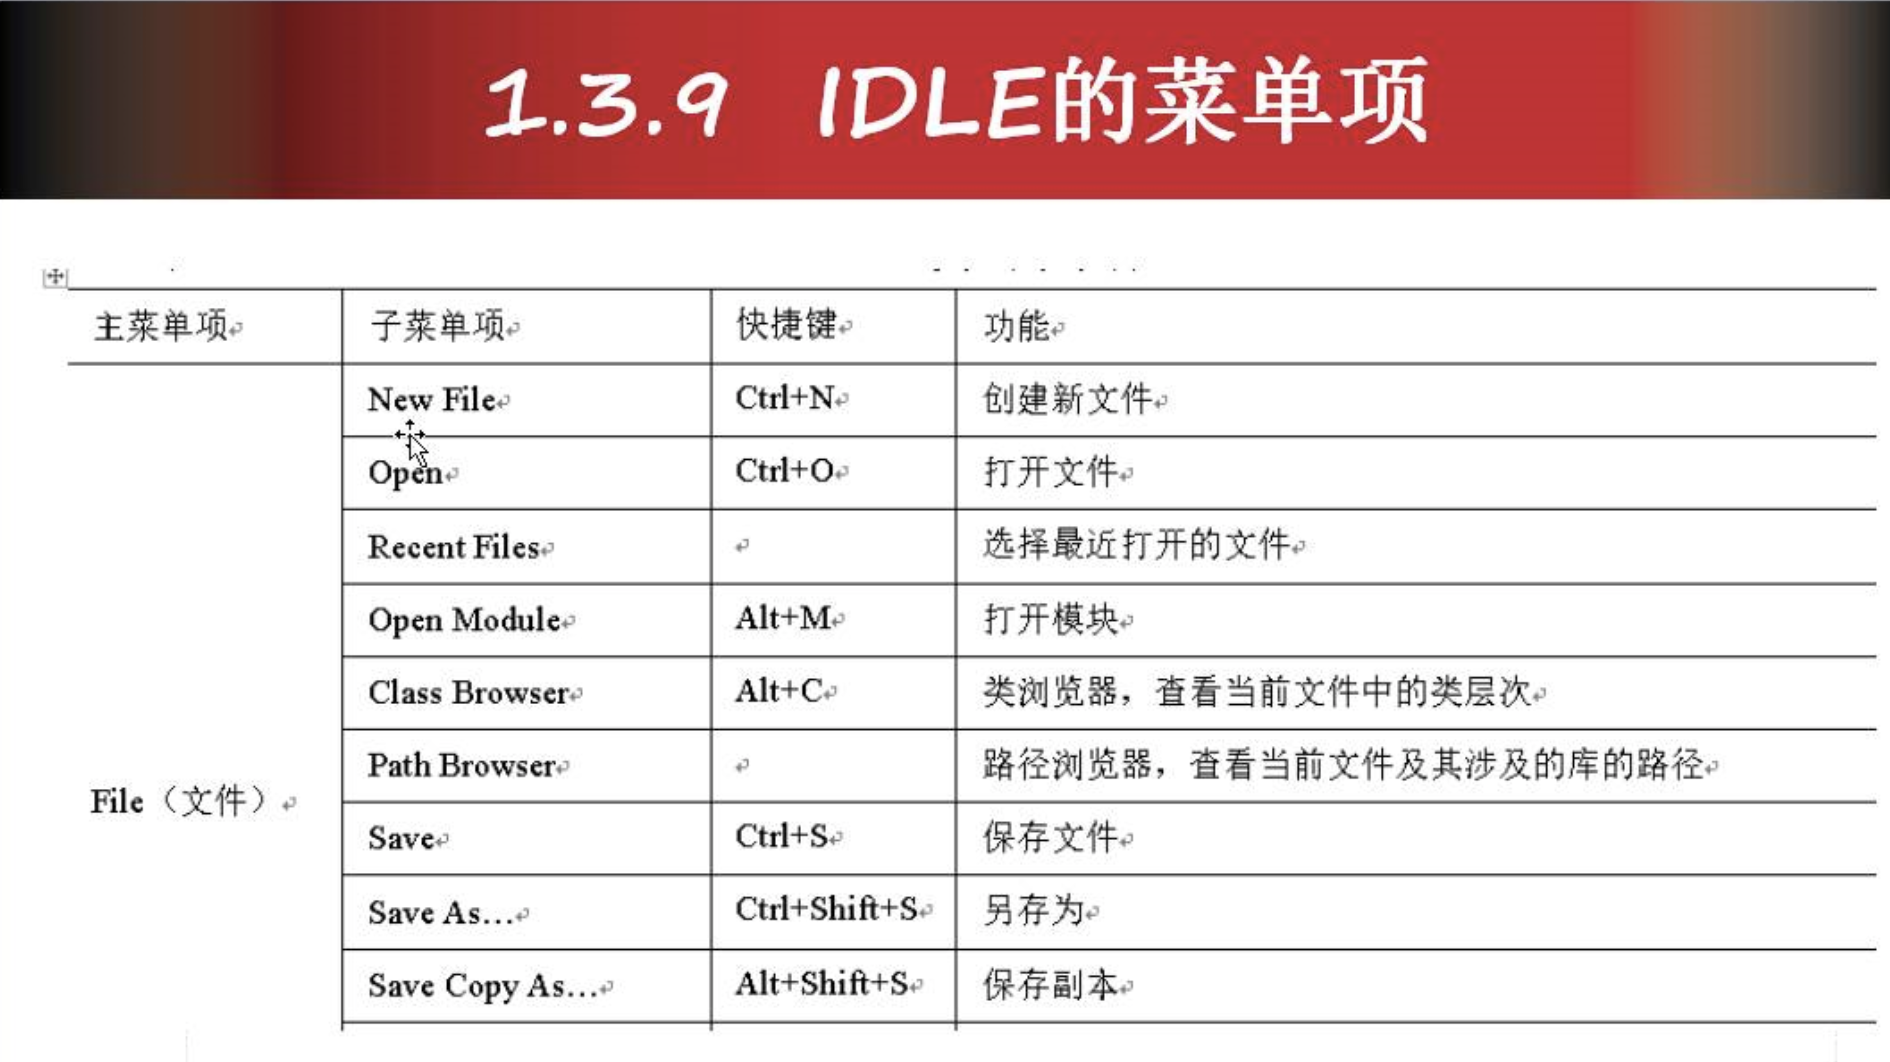 1.3.9 IDLE的菜单项
主菜单项 子菜单项 快捷键 功能
New File Ctrl+N 创建新文件
Open Ctrl+O 打开文件
Recent Files 选择最近打开的文件
Open Module Alt+M 打开模块
Class Browser Alt+C 类浏览器，查看当前文件中的类层次
Path Browser 路径浏览器，查看当前文件及其涉及的库的路径
File（文件）
Save Ctrl+S 保存文件
Save As... Ctrl+Shift+S 另存为
Save Copy As... Alt+Shift+S 保存副本